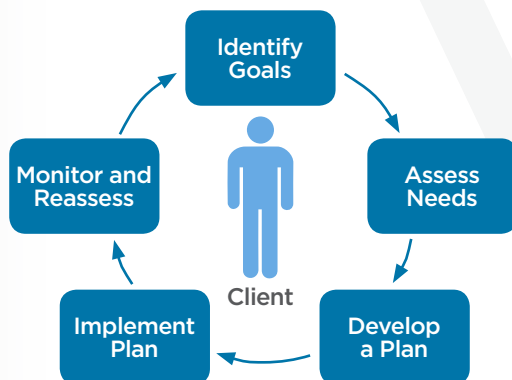 Identify
Goals
Assess
Needs
Develop
a Plan
Implement
Plan
Monitor and
Reassess
Client